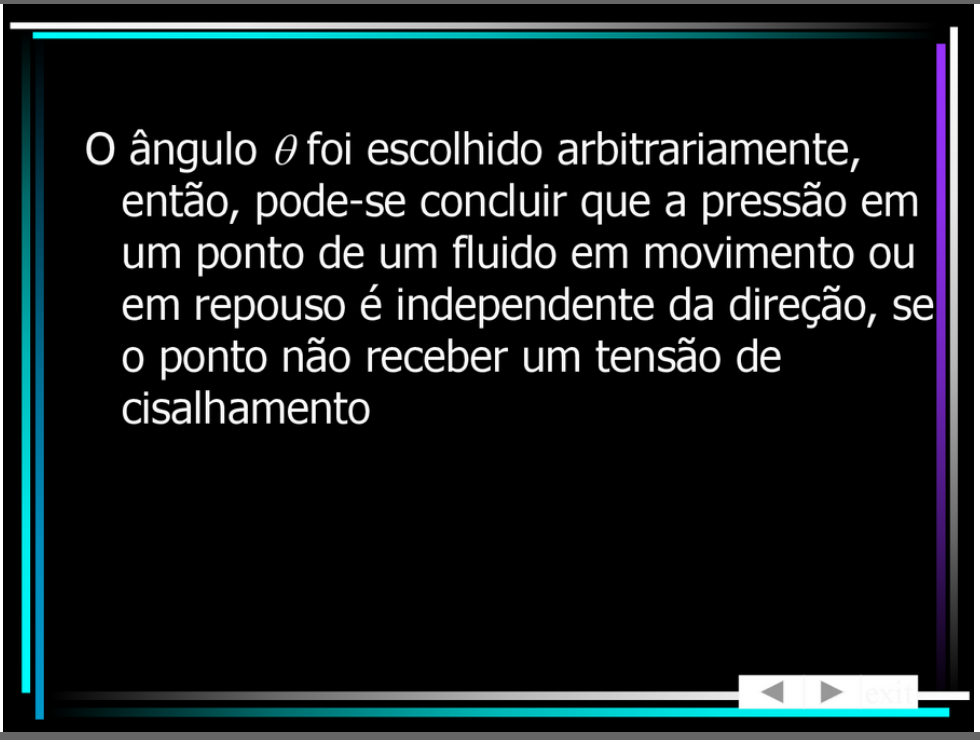 O ângulo θ foi escolhido arbitrariamente,
então, pode-se concluir que a pressão em
um ponto de um fluido em movimento ou
em repouso é independente da direção, se
o ponto não receber um tensão de
cisalhamento
exit